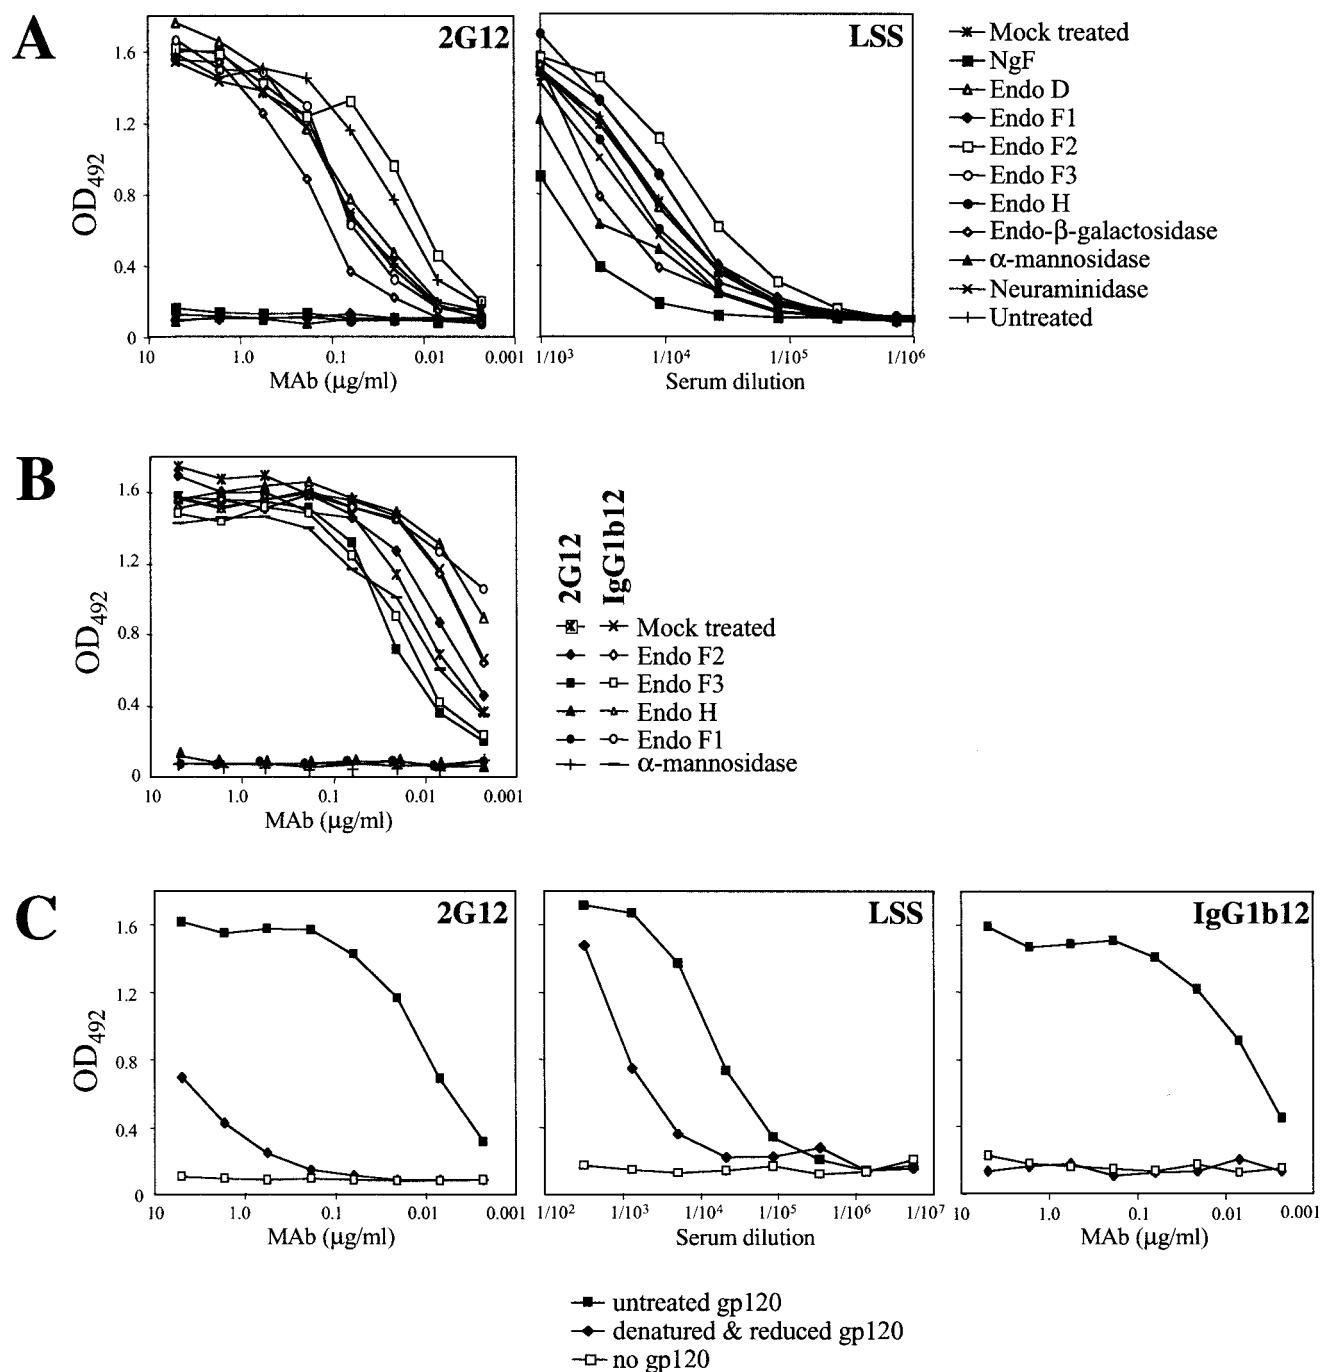 A
2G12
LSS
OD492
1.6
1.2
0.8
0.4
0
10
1.0
0.1
0.01
0.001
MAb (μg/ml)
1/10³
1/10⁴
1/10⁵
1/10⁶
Serum dilution
Mock treated
NgF
Endo D
Endo F1
Endo F2
Endo F3
Endo H
Endo-β-galactosidase
α-mannosidase
Neuraminidase
Untreated
B
OD492
1.6
1.2
0.8
0.4
0
10
1.0
0.1
0.01
0.001
MAb (μg/ml)
2G12
IgG1b12
Mock treated
Endo F2
Endo F3
Endo H
Endo F1
α-mannosidase
C
2G12
LSS
IgG1b12
OD492
1.6
1.2
0.8
0.4
0
10
1.0
0.1
0.01
0.001
MAb (μg/ml)
1/10²
1/10³
1/10⁴
1/10⁵
1/10⁶
1/10⁷
Serum dilution
10
1.0
0.1
0.01
0.001
MAb (μg/ml)
untreated gp120
denatured & reduced gp120
no gp120